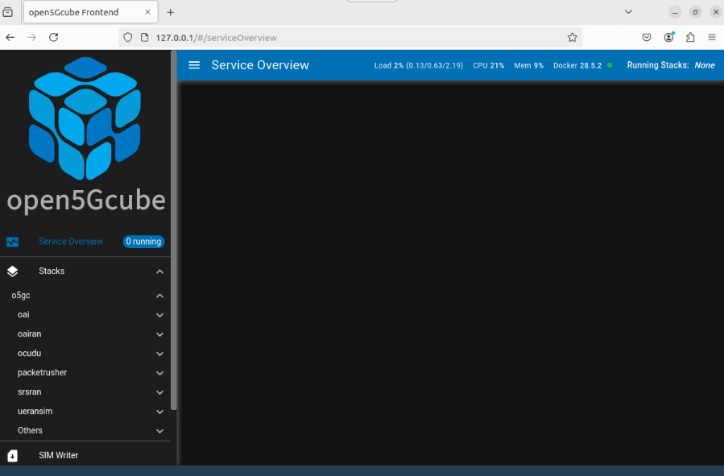 open5Gcube Frontend
127.0.0.1/#/serviceOverview
open5Gcube
Service Overview 0 running
Stacks
o5gc
oai
oairan
ocudu
packetrusher
srsran
ueransim
Others
SIM Writer
Service Overview Load 2% (0.13/0.63/2.19) CPU 21% Mem 9% Docker 28.5.2 Running Stacks: None